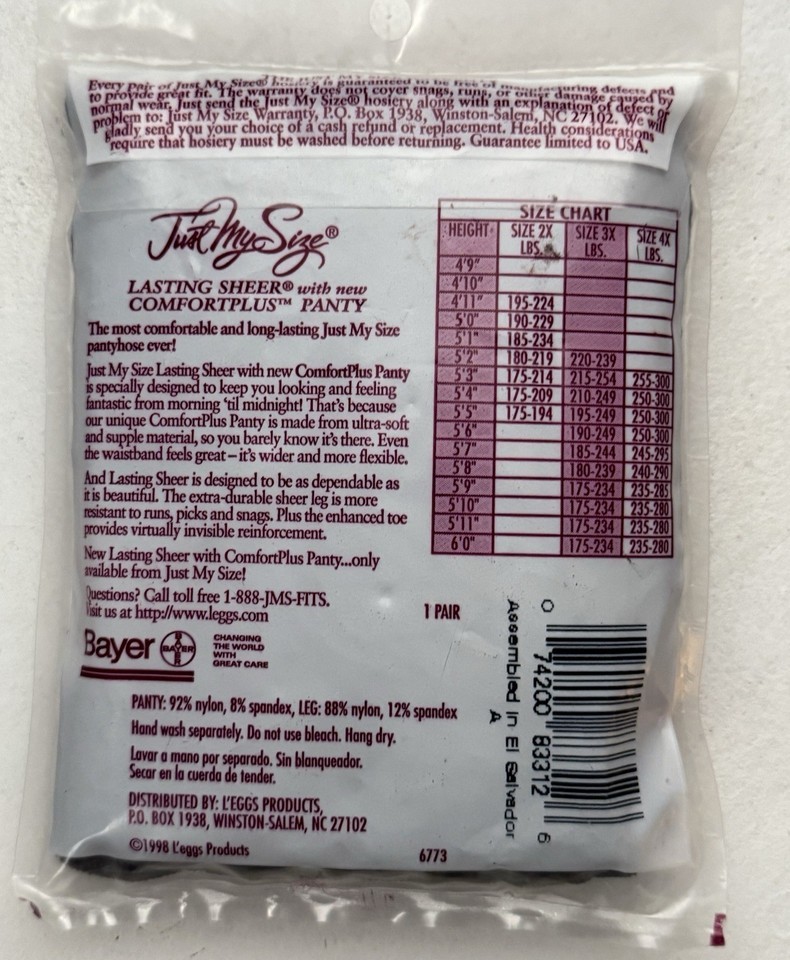 Every pair of Just My Size® hosiery is guaranteed to be free of manufacturing defects and
to provide great fit. The warranty does not cover snags, runs, or other damage caused by
normal wear. Just send the Just My Size® hosiery along with an explanation of defect or
problem to: Just My Size Warranty, P.O. Box 1938, Winston-Salem, NC 27102. We will
gladly send you your choice of a cash refund or replacement. Health considerations
require that hosiery must be washed before returning. Guarantee limited to USA.
Just My Size®
LASTING SHEER® with new
COMFORTPLUS™ PANTY
The most comfortable and long-lasting Just My Size
pantyhose ever!
Just My Size Lasting Sheer with new ComfortPlus Panty
is specially designed to keep you looking and feeling
fantastic from morning 'til midnight! That's because
our unique ComfortPlus Panty is made from ultra-soft
and supple material, so you barely know it's there. Even
the waistband feels great – it's wider and more flexible.
And Lasting Sheer is designed to be as dependable as
it is beautiful. The extra-durable sheer leg is more
resistant to runs, picks and snags. Plus the enhanced toe
provides virtually invisible reinforcement.
New Lasting Sheer with ComfortPlus Panty...only
available from Just My Size!
Questions? Call toll free 1-888-JMS-FITS.
Visit us at http://www.leggs.com
Bayer BAYER BAYER CHANGING
THE WORLD
WITH
GREAT CARE
SIZE CHART
HEIGHT SIZE 2X SIZE 3X SIZE 4X
LBS. LBS. LBS.
4'9"
4'10"
4'11" 195-224
5'0" 190-229
5'1" 185-234
5'2" 180-219 220-239
5'3" 175-214 215-254 255-300
5'4" 175-209 210-249 250-300
5'5" 175-194 195-249 250-300
5'6" 190-249 250-300
5'7" 185-244 245-295
5'8" 180-239 240-290
5'9" 175-234 235-285
5'10" 175-234 235-280
5'11" 175-234 235-280
6'0" 175-234 235-280
1 PAIR
PANTY: 92% nylon, 8% spandex, LEG: 88% nylon, 12% spandex
Hand wash separately. Do not use bleach. Hang dry.
Lavar a mano por separado. Sin blanqueador.
Secar en la cuerda de tender.
DISTRIBUTED BY: L'EGGS PRODUCTS,
P.O. BOX 1938, WINSTON-SALEM, NC 27102
©1998 L'eggs Products
6773
Assembled in El Salvador
A
0 74200 83312 6